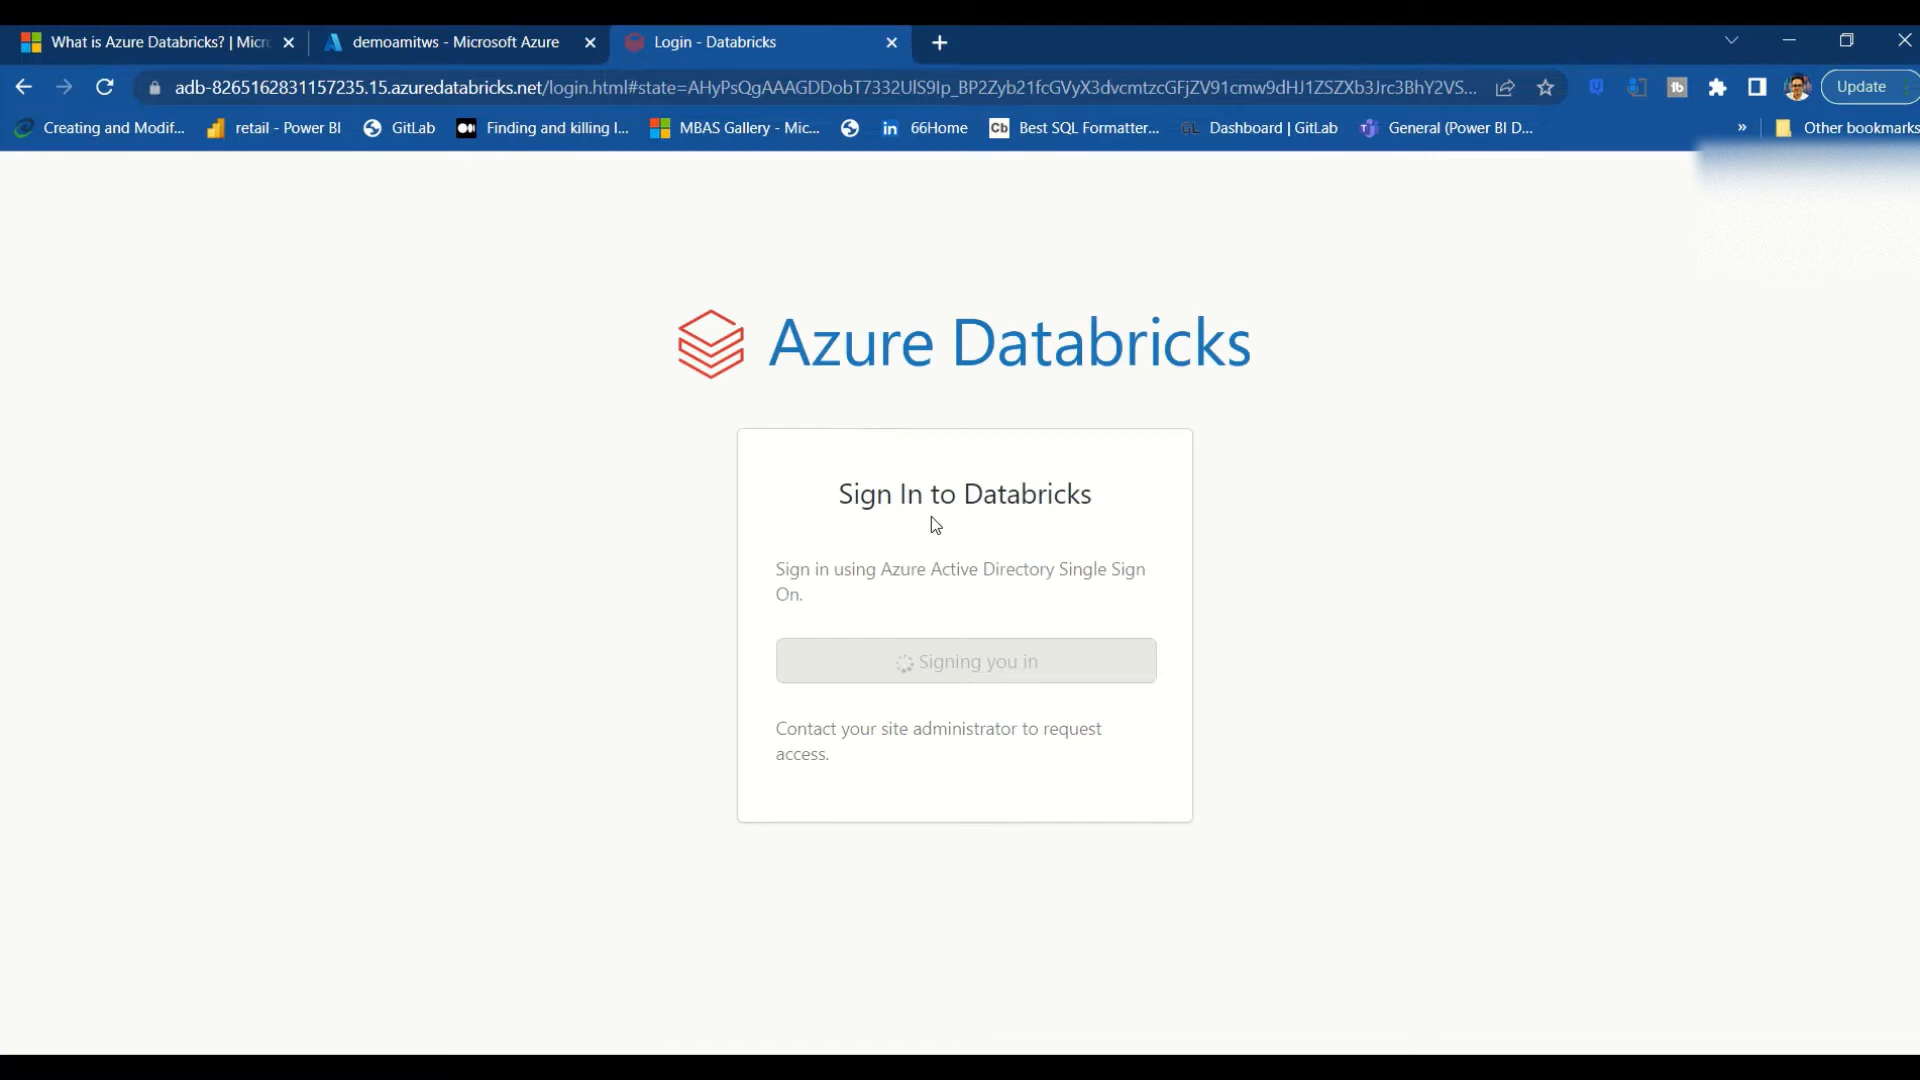 What is Azure Databricks? | Micr
demoamitws - Microsoft Azure
Login - Databricks
adb-8265162831157235.15.azuredatabricks.net/login.html#state=AHyPsQgAAAGDDobT7332UlS9Ip_BP2Zyb21fcGVyX3dvcmtzcGFjZV91cmw9dHJ1ZSZXb3Jrc3BhY2VS...
Update
Creating and Modif...
retail - Power BI
GitLab
Finding and killing I...
MBAS Gallery - Mic...
in 66Home
Cb Best SQL Formatter...
GL Dashboard | GitLab
General (Power BI D...
»
Other bookmarks
Azure Databricks
Sign In to Databricks
Sign in using Azure Active Directory Single Sign
On.
Signing you in
Contact your site administrator to request
access.